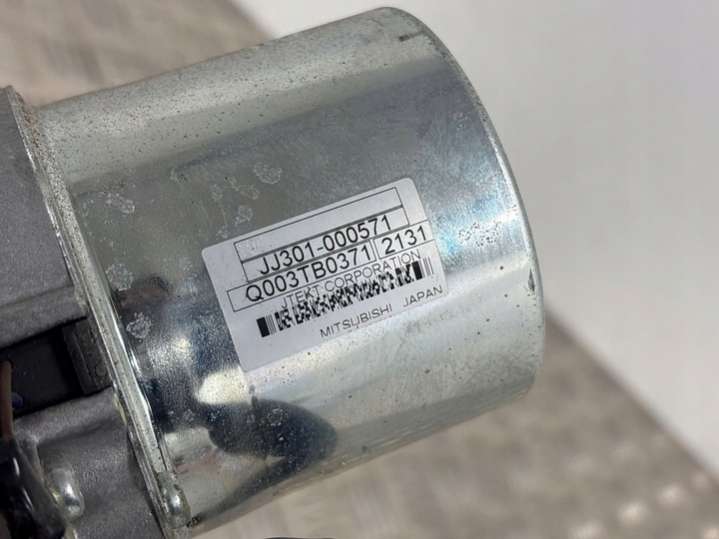 JJ301-000571
Q003TB0371 2131
JTEKT CORPORATION
MITSUBISHI JAPAN